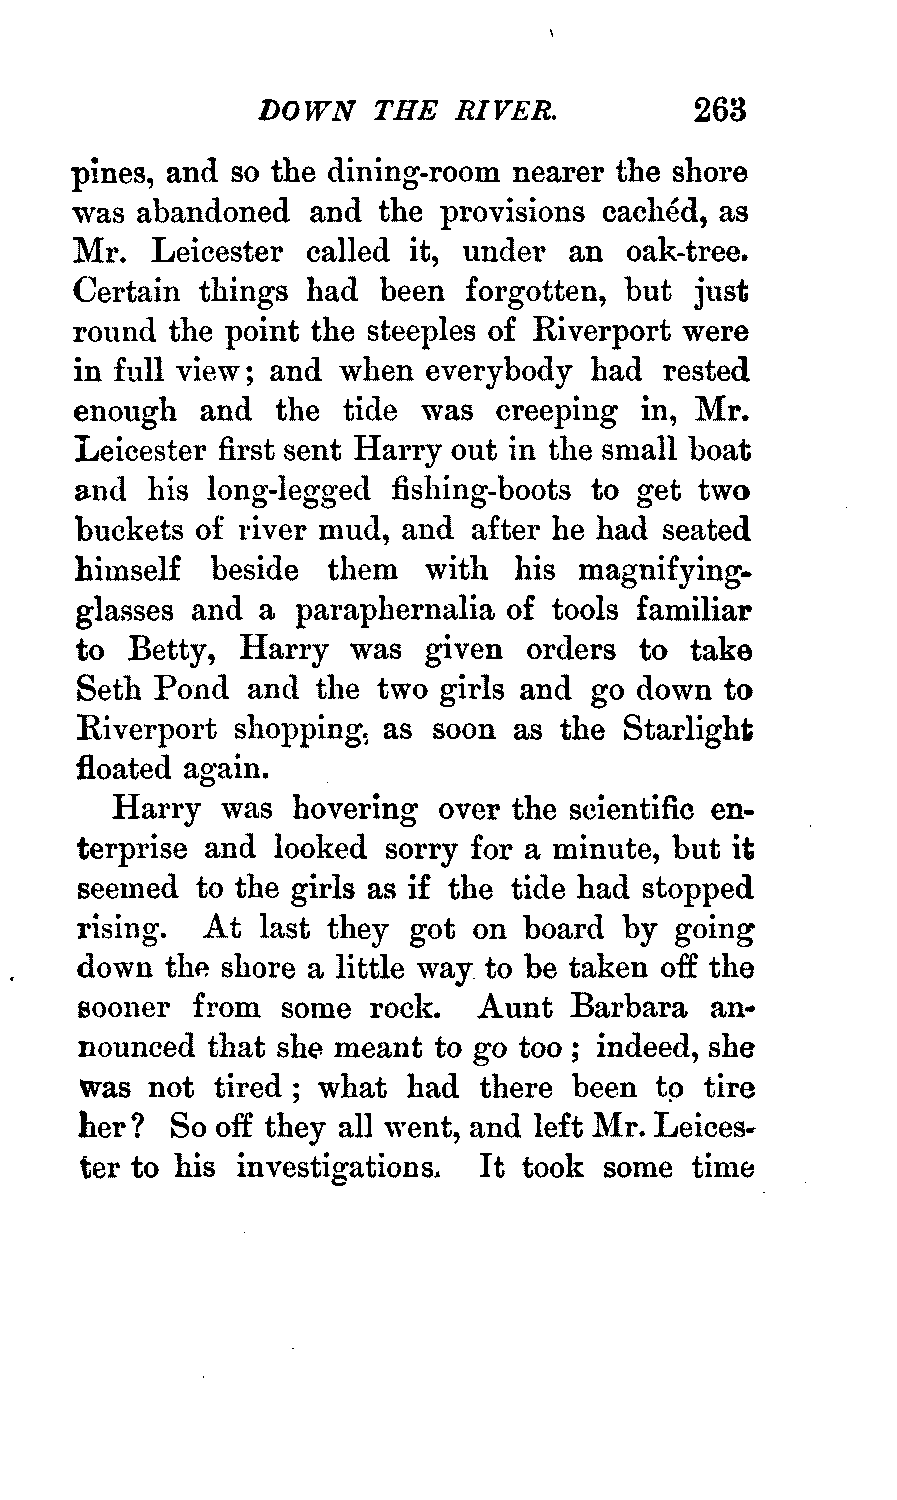 DOWN THE RIVER. 263
pines, and so the dining-room nearer the shore
was abandoned and the provisions cachéd, as
Mr. Leicester called it, under an oak-tree.
Certain things had been forgotten, but just
round the point the steeples of Riverport were
in full view; and when everybody had rested
enough and the tide was creeping in, Mr.
Leicester first sent Harry out in the small boat
and his long-legged fishing-boots to get two
buckets of river mud, and after he had seated
himself beside them with his magnifying-
glasses and a paraphernalia of tools familiar
to Betty, Harry was given orders to take
Seth Pond and the two girls and go down to
Riverport shopping, as soon as the Starlight
floated again.
Harry was hovering over the scientific en-
terprise and looked sorry for a minute, but it
seemed to the girls as if the tide had stopped
rising. At last they got on board by going
down the shore a little way to be taken off the
sooner from some rock. Aunt Barbara an-
nounced that she meant to go too; indeed, she
was not tired; what had there been to tire
her? So off they all went, and left Mr. Leices-
ter to his investigations. It took some time